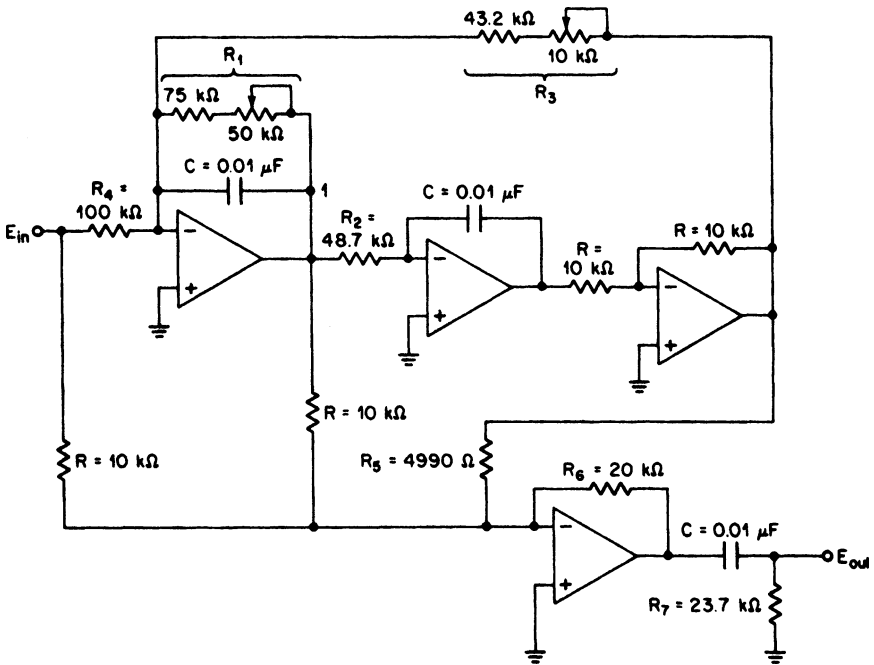 43.2 kΩ
10 kΩ
R3
R1
75 kΩ
50 kΩ
C = 0.01 µF
1
R4 =
100 kΩ
Ein
−
+
R2 =
48.7 kΩ
C = 0.01 µF
−
+
R =
10 kΩ
R = 10 kΩ
−
+
R = 10 kΩ
R = 10 kΩ
R5 = 4990 Ω
R6 = 20 kΩ
−
+
C = 0.01 µF
Eout
R7 = 23.7 kΩ